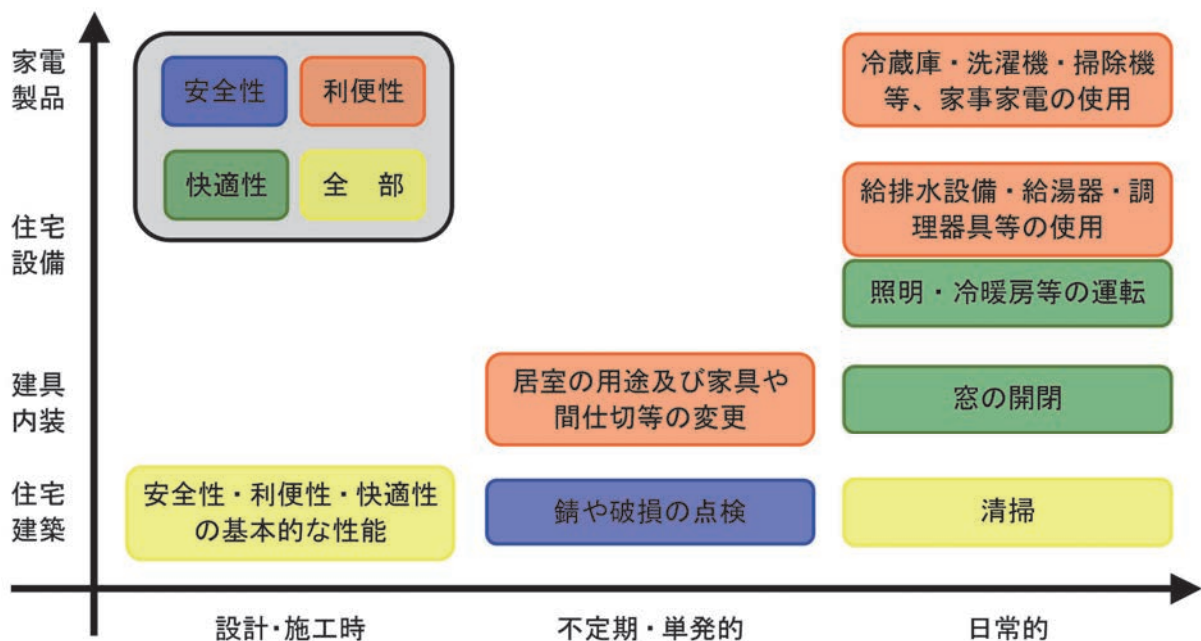 家電
製品
安全性
利便性
快適性
全　部
冷蔵庫・洗濯機・掃除機
等、家事家電の使用
住宅
設備
給排水設備・給湯器・調
理器具等の使用
照明・冷暖房等の運転
建具
内装
居室の用途及び家具や
間仕切等の変更
窓の開閉
住宅
建築
安全性・利便性・快適性
の基本的な性能
錆や破損の点検
清掃
設計・施工時
不定期・単発的
日常的